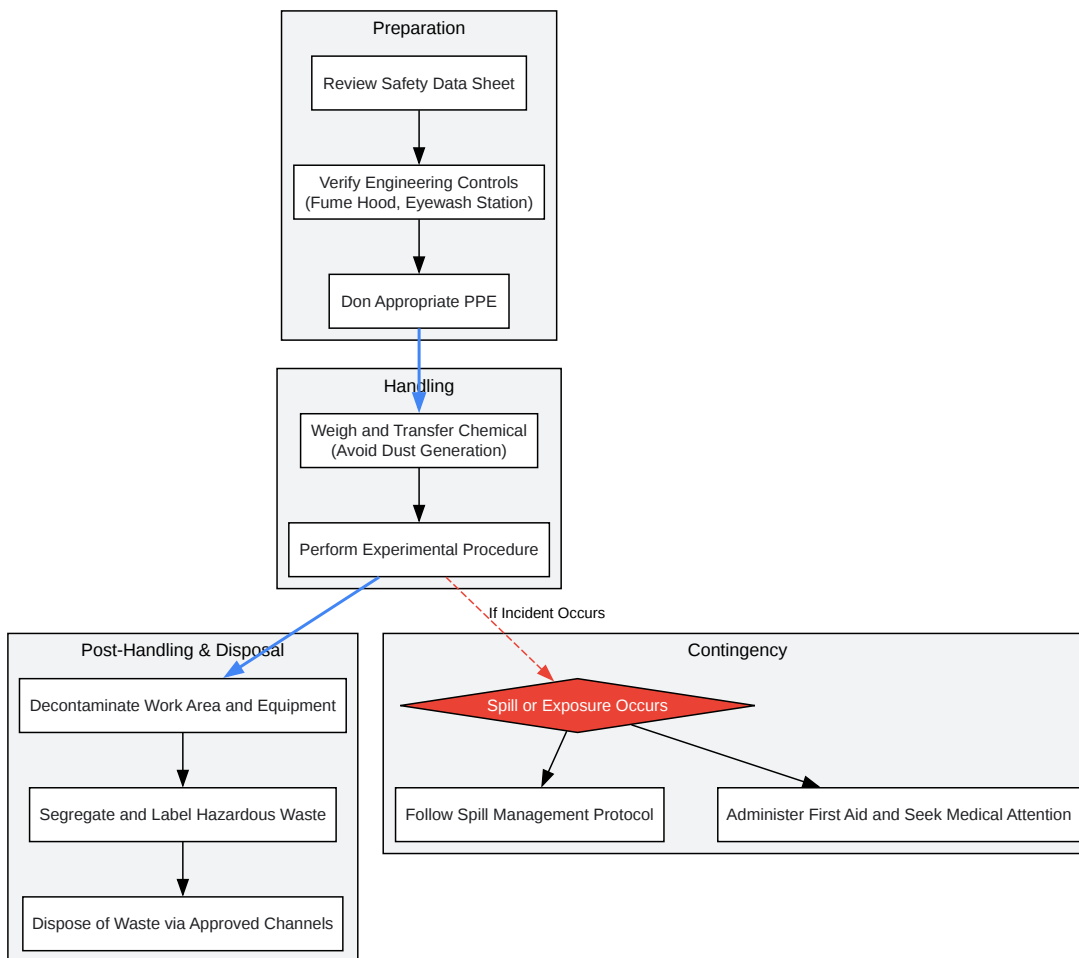 Preparation
Review Safety Data Sheet
Verify Engineering Controls
(Fume Hood, Eyewash Station)
Don Appropriate PPE
Handling
Weigh and Transfer Chemical
(Avoid Dust Generation)
Perform Experimental Procedure
If Incident Occurs
Post-Handling & Disposal
Decontaminate Work Area and Equipment
Segregate and Label Hazardous Waste
Dispose of Waste via Approved Channels
Contingency
Spill or Exposure Occurs
Follow Spill Management Protocol
Administer First Aid and Seek Medical Attention